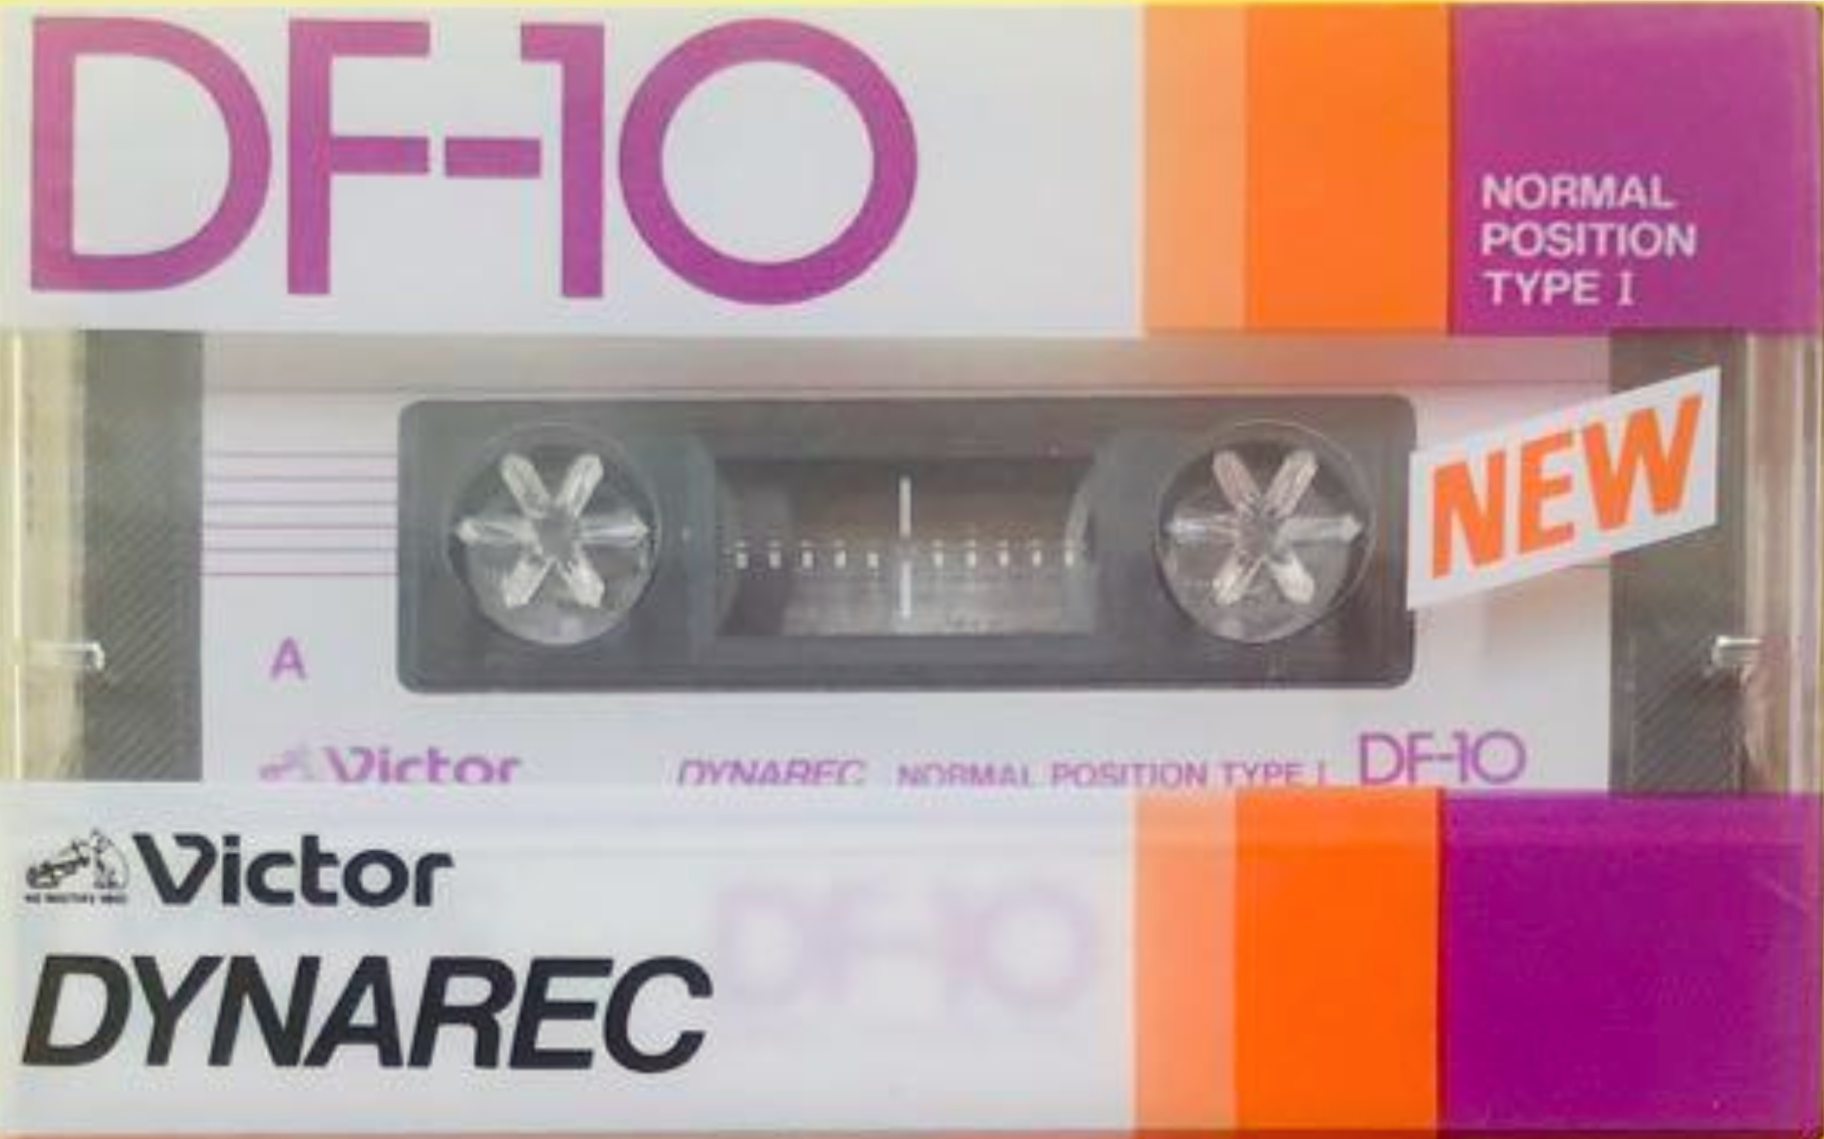 DF-10
NORMAL
POSITION
TYPE I
NEW
A
Victor DYNAREC NORMAL POSITION TYPE I DF-10
Victor
DYNAREC
DF-10